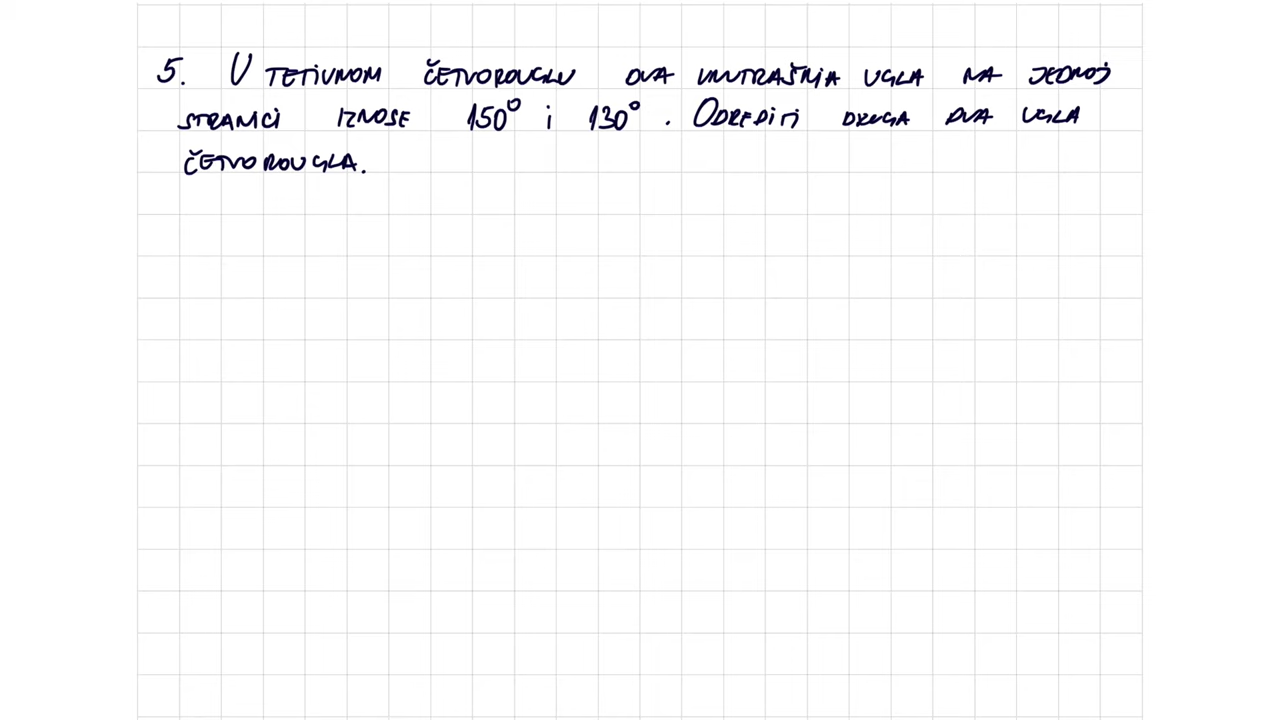 5. U TETIVNOM ČETVOROUGLU DVA UNUTRAŠNJA UGLA NA JEDNOJ
STRANICI IZNOSE 150° i 130°. ODREDITI DRUGA DVA UGLA
ČETVOROUGLA.